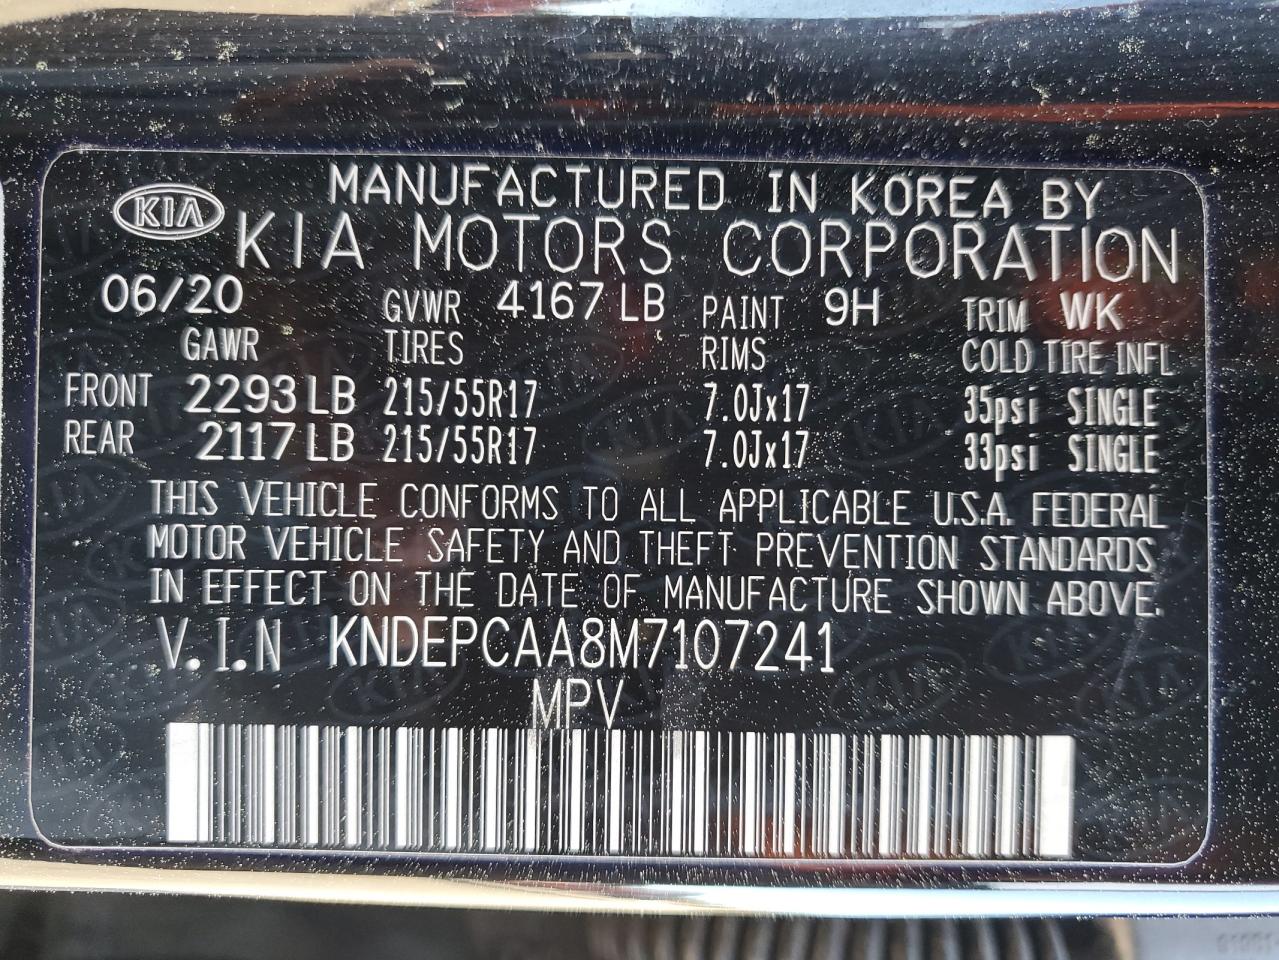 MANUFACTURED IN KOREA BY
KIA KIA MOTORS CORPORATION
06/20 GVWR 4167 LB PAINT 9H TRIM WK
GAWR TIRES RIMS COLD TIRE INFL
FRONT 2293 LB 215/55R17 7.0Jx17 35psi SINGLE
REAR 2117 LB 215/55R17 7.0Jx17 33psi SINGLE
THIS VEHICLE CONFORMS TO ALL APPLICABLE U.S.A. FEDERAL
MOTOR VEHICLE SAFETY AND THEFT PREVENTION STANDARDS
IN EFFECT ON THE DATE OF MANUFACTURE SHOWN ABOVE.
V.I.N KNDEPCAA8M7107241
MPV